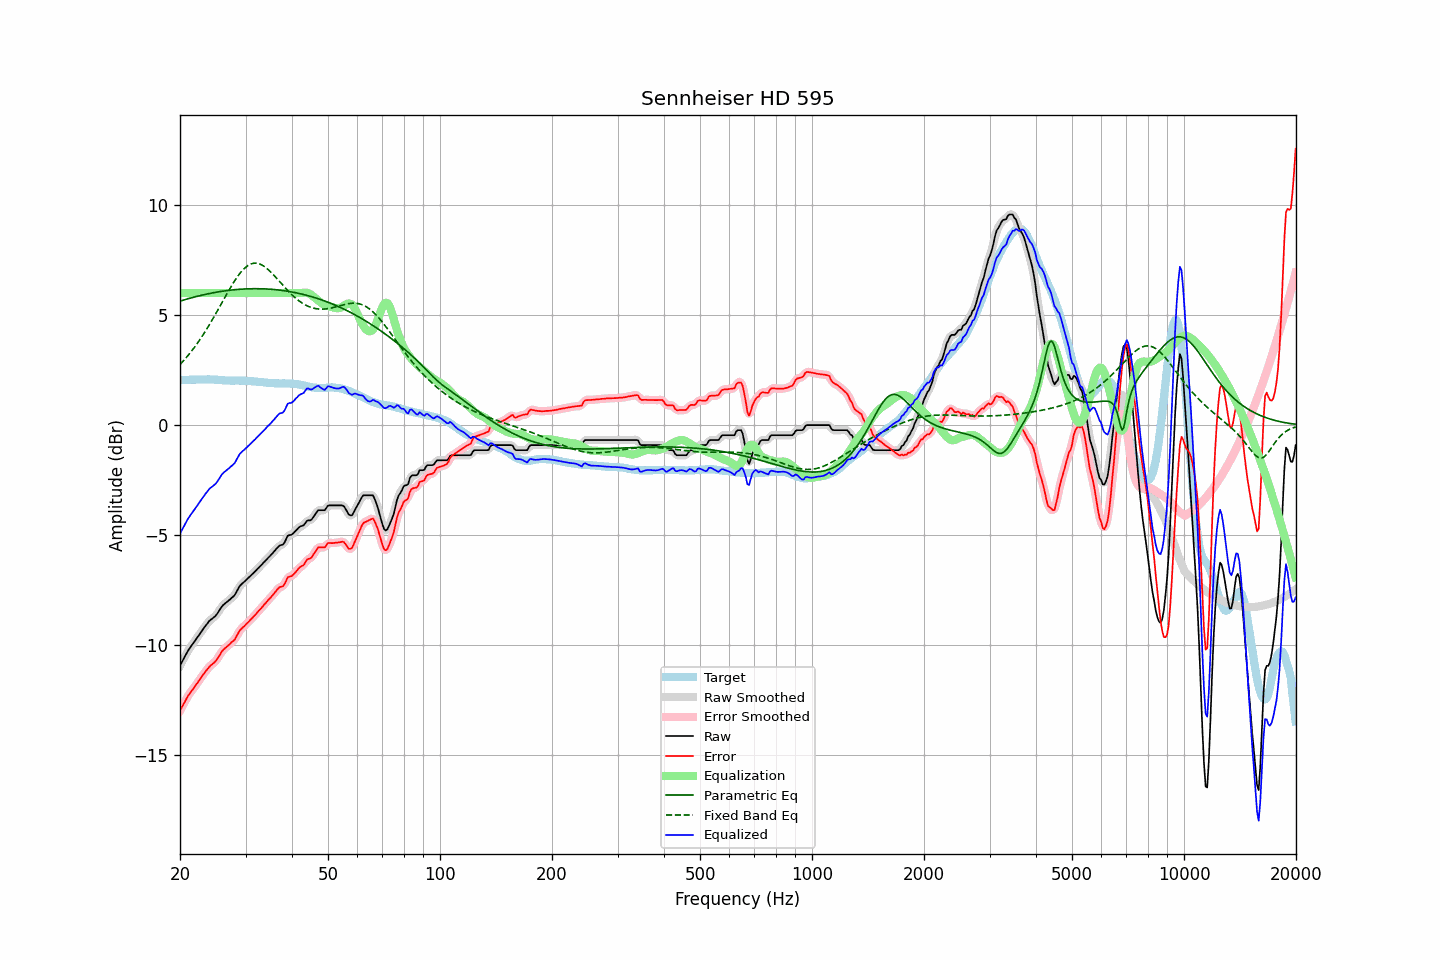 Sennheiser HD 595
Amplitude (dBr)
10
5
0
−5
−10
−15
Target
Raw Smoothed
Error Smoothed
Raw
Error
Equalization
Parametric Eq
Fixed Band Eq
Equalized
20
50
100
200
500
1000
2000
5000
10000
20000
Frequency (Hz)